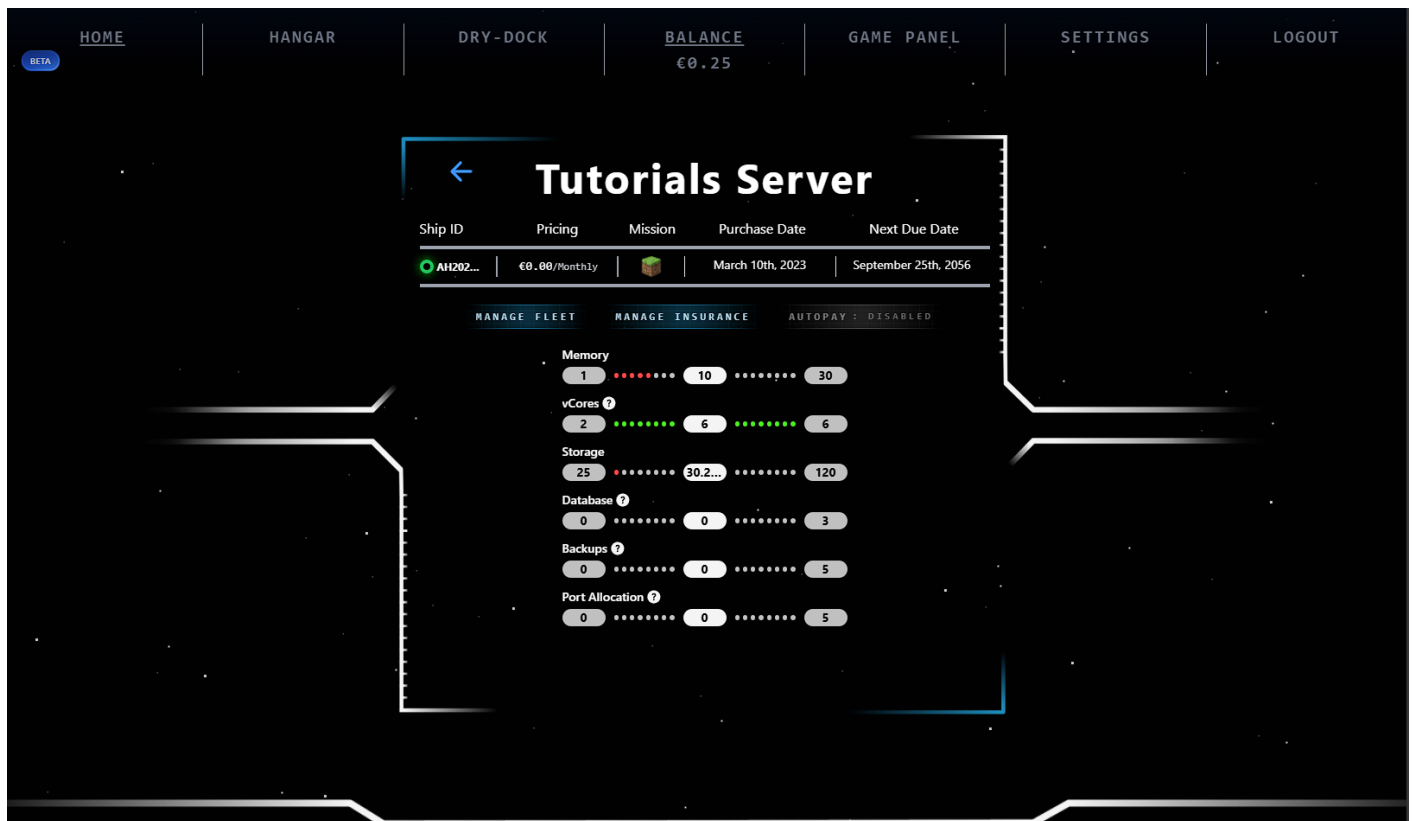 HOME HANGAR DRY-DOCK BALANCE GAME PANEL SETTINGS LOGOUT
BETA €0.25
Tutorials Server
Ship ID Pricing Mission Purchase Date Next Due Date
AH202... €0.00/Monthly March 10th, 2023 September 25th, 2056
MANAGE FLEET MANAGE INSURANCE AUTOPAY: DISABLED
Memory
1 10 30
vCores ?
2 6 6
Storage
25 30.2... 120
Database ?
0 0 3
Backups ?
0 0 5
Port Allocation ?
0 0 5